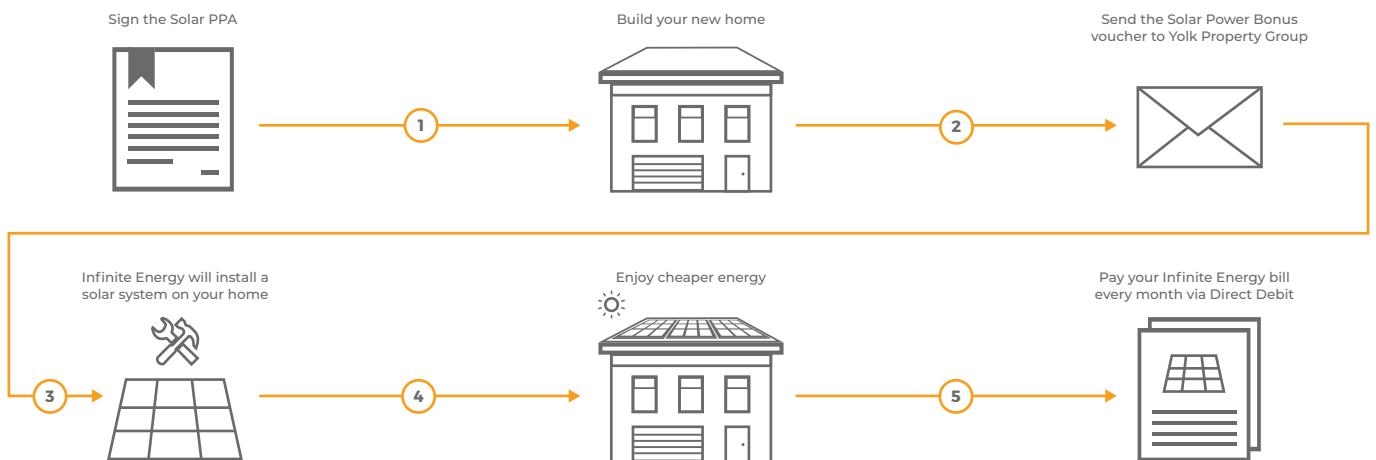 Sign the Solar PPA
Build your new home
Send the Solar Power Bonus
voucher to Yolk Property Group
1
2
Infinite Energy will install a
solar system on your home
Enjoy cheaper energy
Pay your Infinite Energy bill
every month via Direct Debit
3
4
5